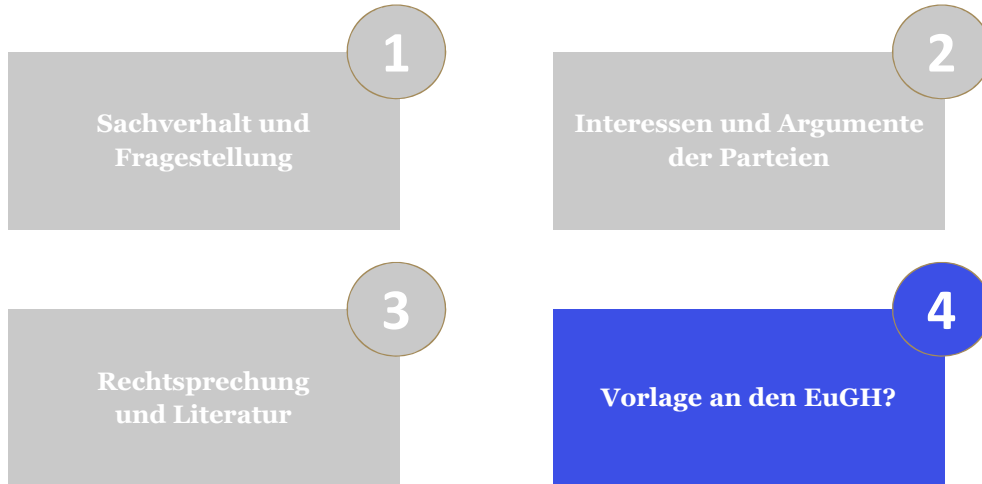 1
Sachverhalt und
Fragestellung
2
Interessen und Argumente
der Parteien
3
Rechtsprechung
und Literatur
4
Vorlage an den EuGH?